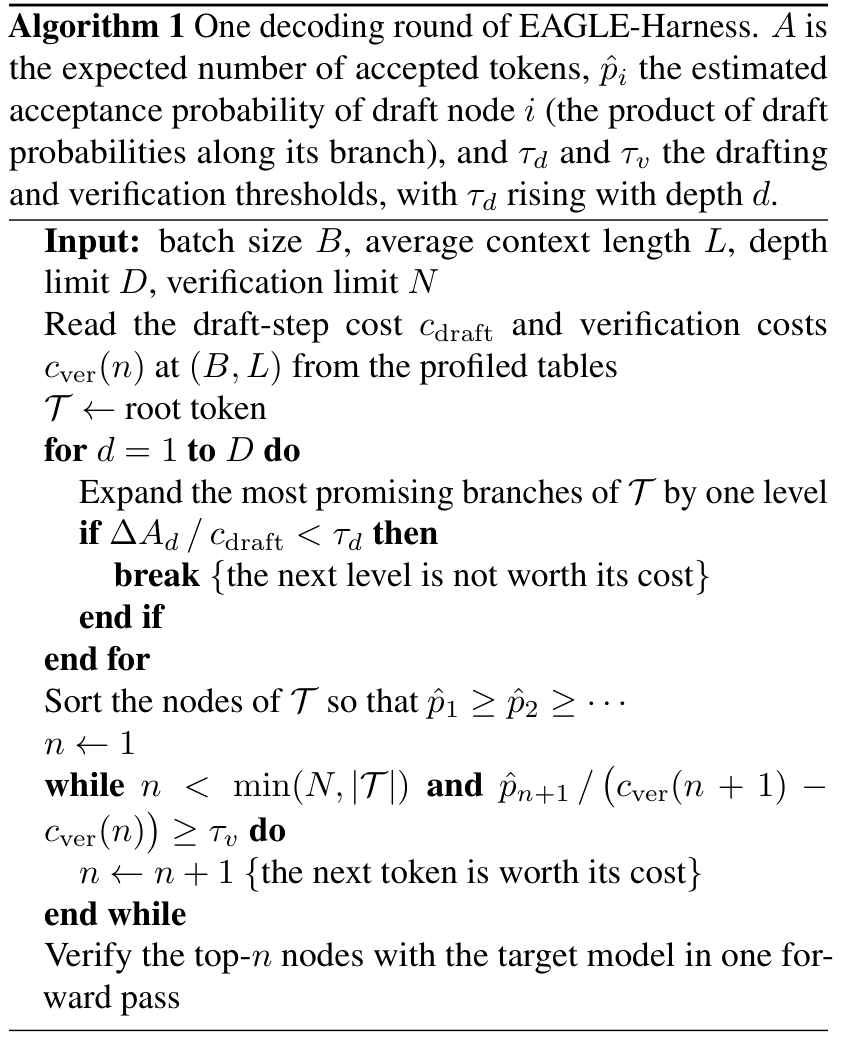 Algorithm 1 One decoding round of EAGLE-Harness. A is
the expected number of accepted tokens, p̂ᵢ the estimated
acceptance probability of draft node i (the product of draft
probabilities along its branch), and τ_d and τ_v the drafting
and verification thresholds, with τ_d rising with depth d.
Input: batch size B, average context length L, depth
limit D, verification limit N
Read the draft-step cost c_draft and verification costs
c_ver(n) at (B, L) from the profiled tables
𝒯 ← root token
for d = 1 to D do
Expand the most promising branches of 𝒯 by one level
if ΔA_d / c_draft < τ_d then
break {the next level is not worth its cost}
end if
end for
Sort the nodes of 𝒯 so that p̂₁ ≥ p̂₂ ≥ ⋯
n ← 1
while n < min(N, |𝒯|) and p̂ₙ₊₁ / (c_ver(n + 1) −
c_ver(n)) ≥ τ_v do
n ← n + 1 {the next token is worth its cost}
end while
Verify the top-n nodes with the target model in one for-
ward pass